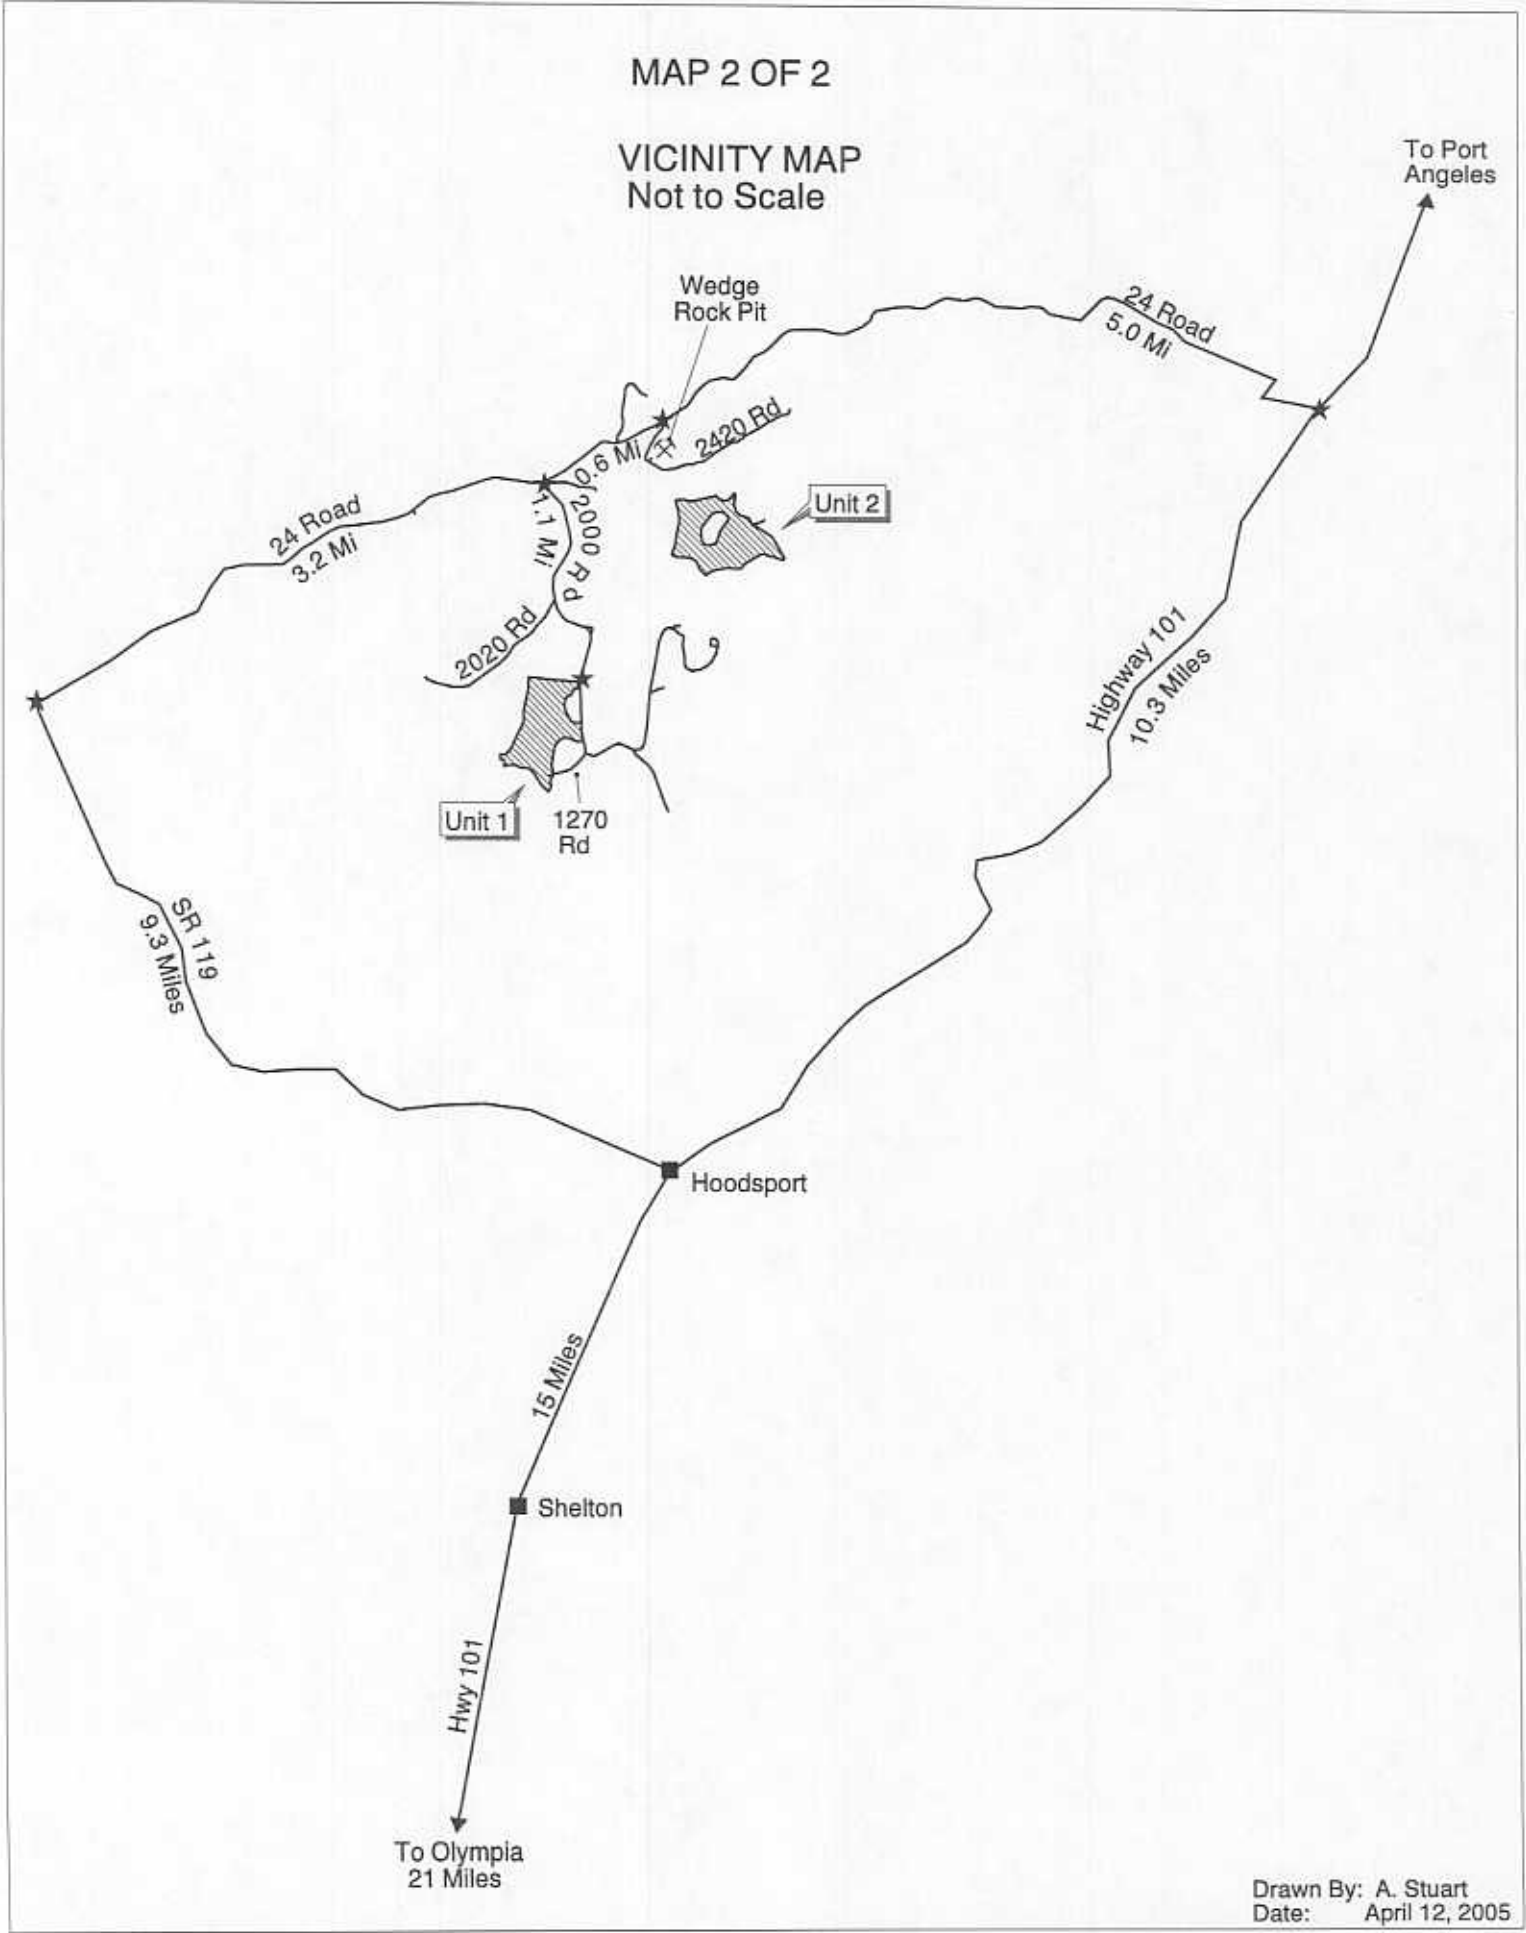 MAP 2 OF 2
VICINITY MAP
Not to Scale
To Port
Angeles
Wedge
Rock Pit
24 Road
5.0 Mi
2420 Rd
0.6 Mi
Unit 2
24 Road
3.2 Mi
1.1 Mi
2000 Rd
2020 Rd
Highway 101
10.3 Miles
Unit 1
1270
Rd
SR 119
9.3 Miles
Hoodsport
15 Miles
Shelton
Hwy 101
To Olympia
21 Miles
Drawn By: A. Stuart
Date: April 12, 2005